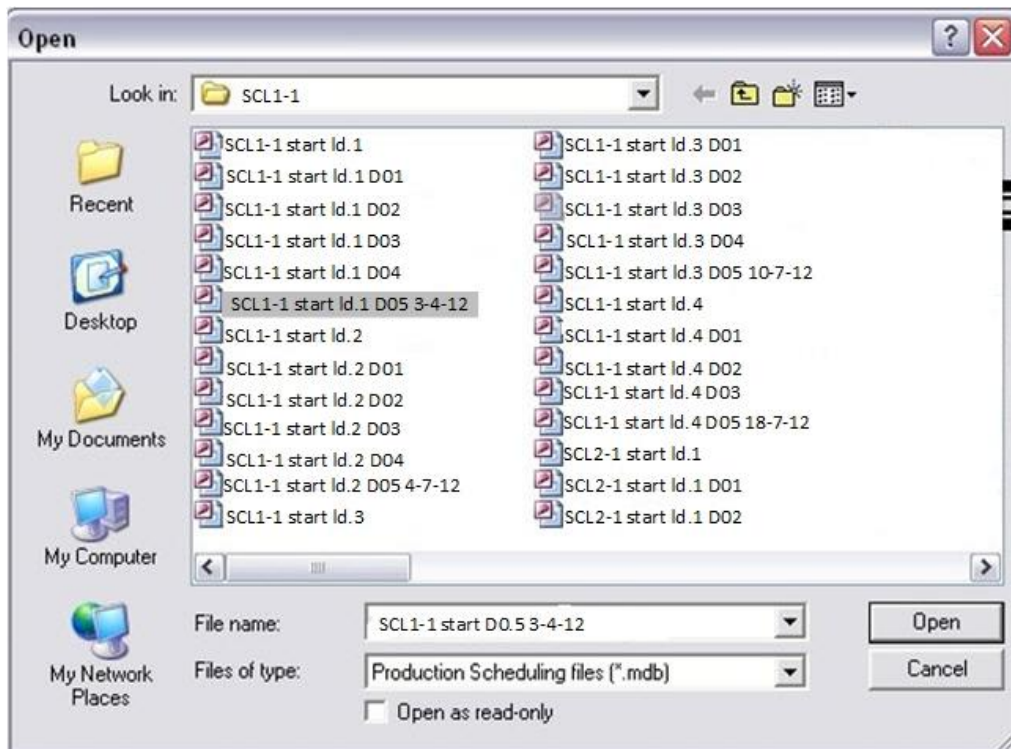 Open
Look in: SCL1-1
SCL1-1 start ld.1
SCL1-1 start ld.1 D01
SCL1-1 start ld.1 D02
SCL1-1 start ld.1 D03
SCL1-1 start ld.1 D04
SCL1-1 start ld.1 D05 3-4-12
SCL1-1 start ld.2
SCL1-1 start ld.2 D01
SCL1-1 start ld.2 D02
SCL1-1 start ld.2 D03
SCL1-1 start ld.2 D04
SCL1-1 start ld.2 D05 4-7-12
SCL1-1 start ld.3
SCL1-1 start ld.3 D01
SCL1-1 start ld.3 D02
SCL1-1 start ld.3 D03
SCL1-1 start ld.3 D04
SCL1-1 start ld.3 D05 10-7-12
SCL1-1 start ld.4
SCL1-1 start ld.4 D01
SCL1-1 start ld.4 D02
SCL1-1 start ld.4 D03
SCL1-1 start ld.4 D05 18-7-12
SCL2-1 start ld.1
SCL2-1 start ld.1 D01
SCL2-1 start ld.1 D02
Recent
Desktop
My Documents
My Computer
My Network
Places
File name: SCL1-1 start D0.5 3-4-12
Open
Files of type: Production Scheduling files (*.mdb)
Cancel
Open as read-only